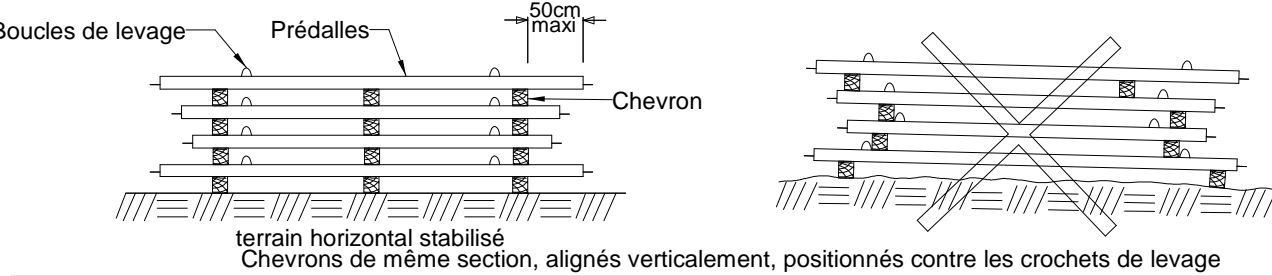 50cm
maxi
Boucles de levage
Prédalles
Chevron
terrain horizontal stabilisé
Chevrons de même section, alignés verticalement, positionnés contre les crochets de levage